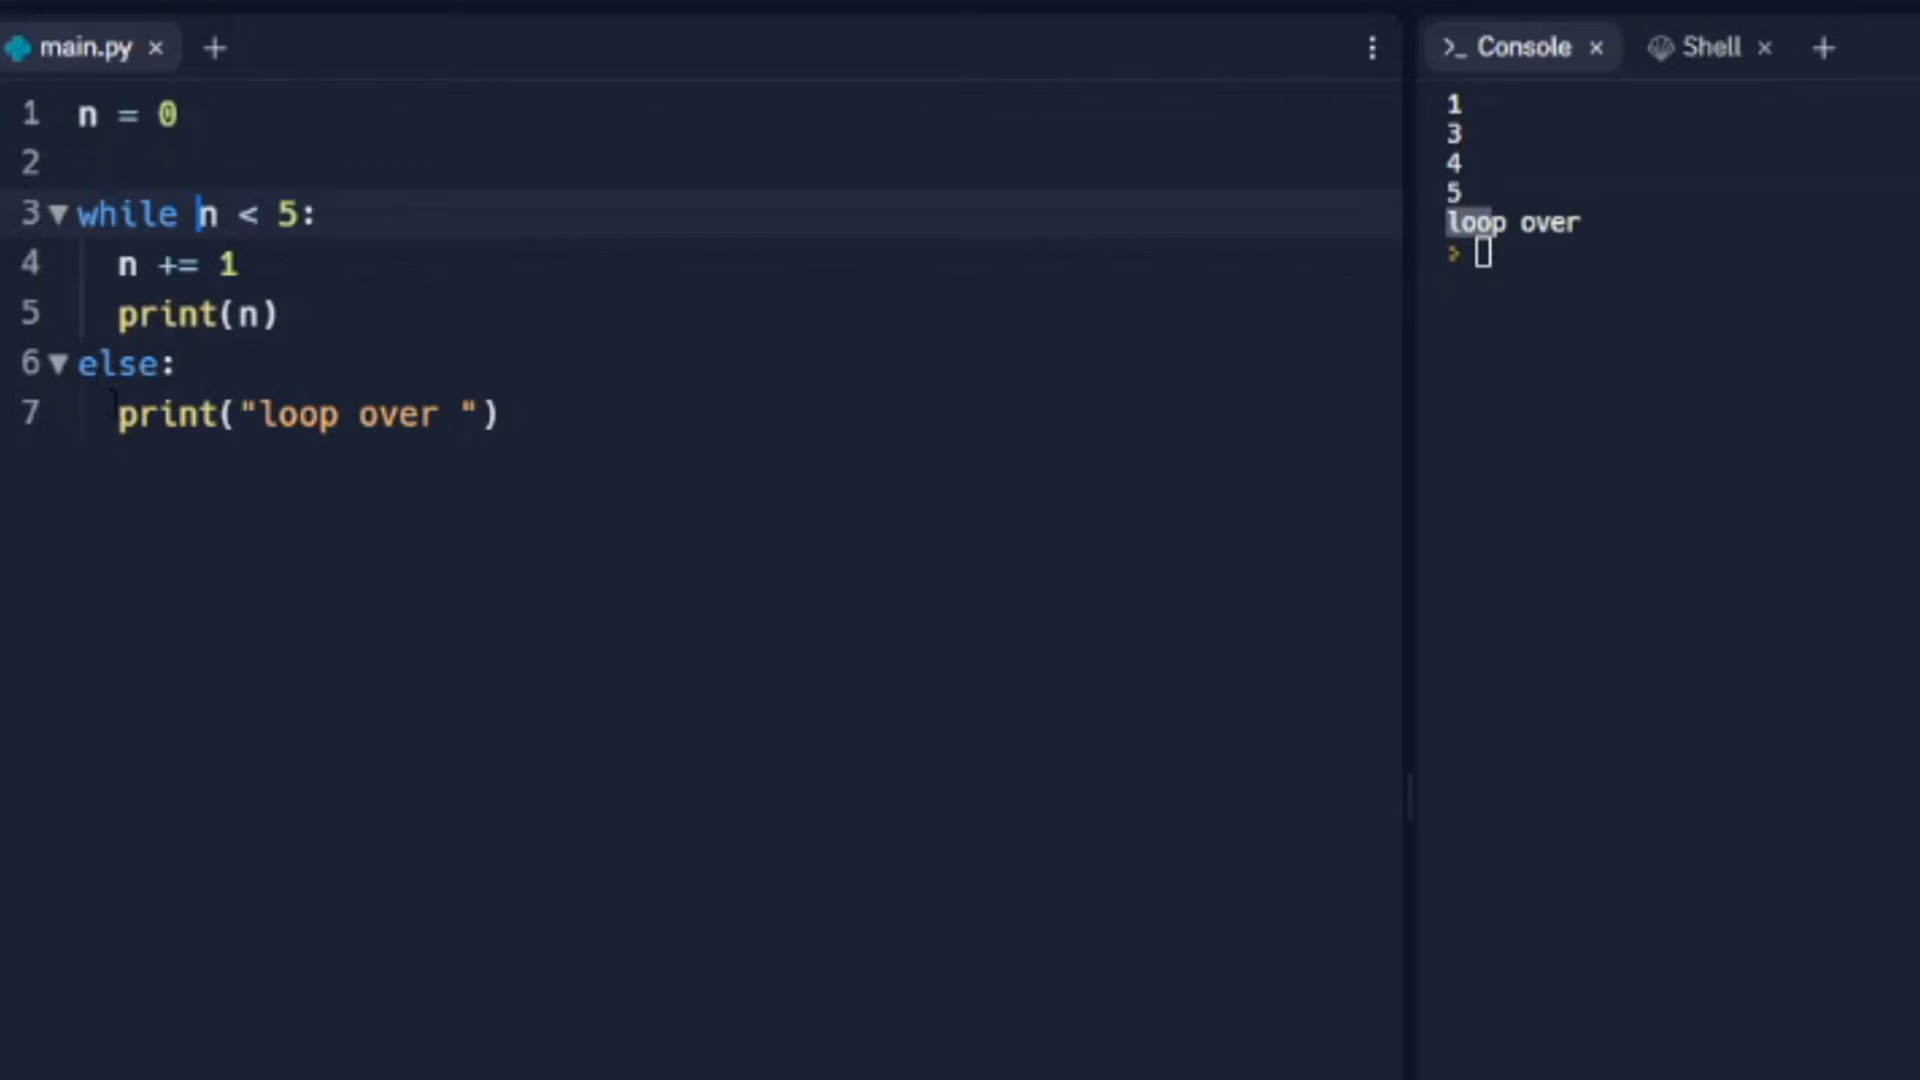 main.py × +
1 n = 0
2
3 while n < 5:
4 n += 1
5 print(n)
6 else:
7 print("loop over ")
>_ Console × Shell × +
1
3
4
5
loop over
>